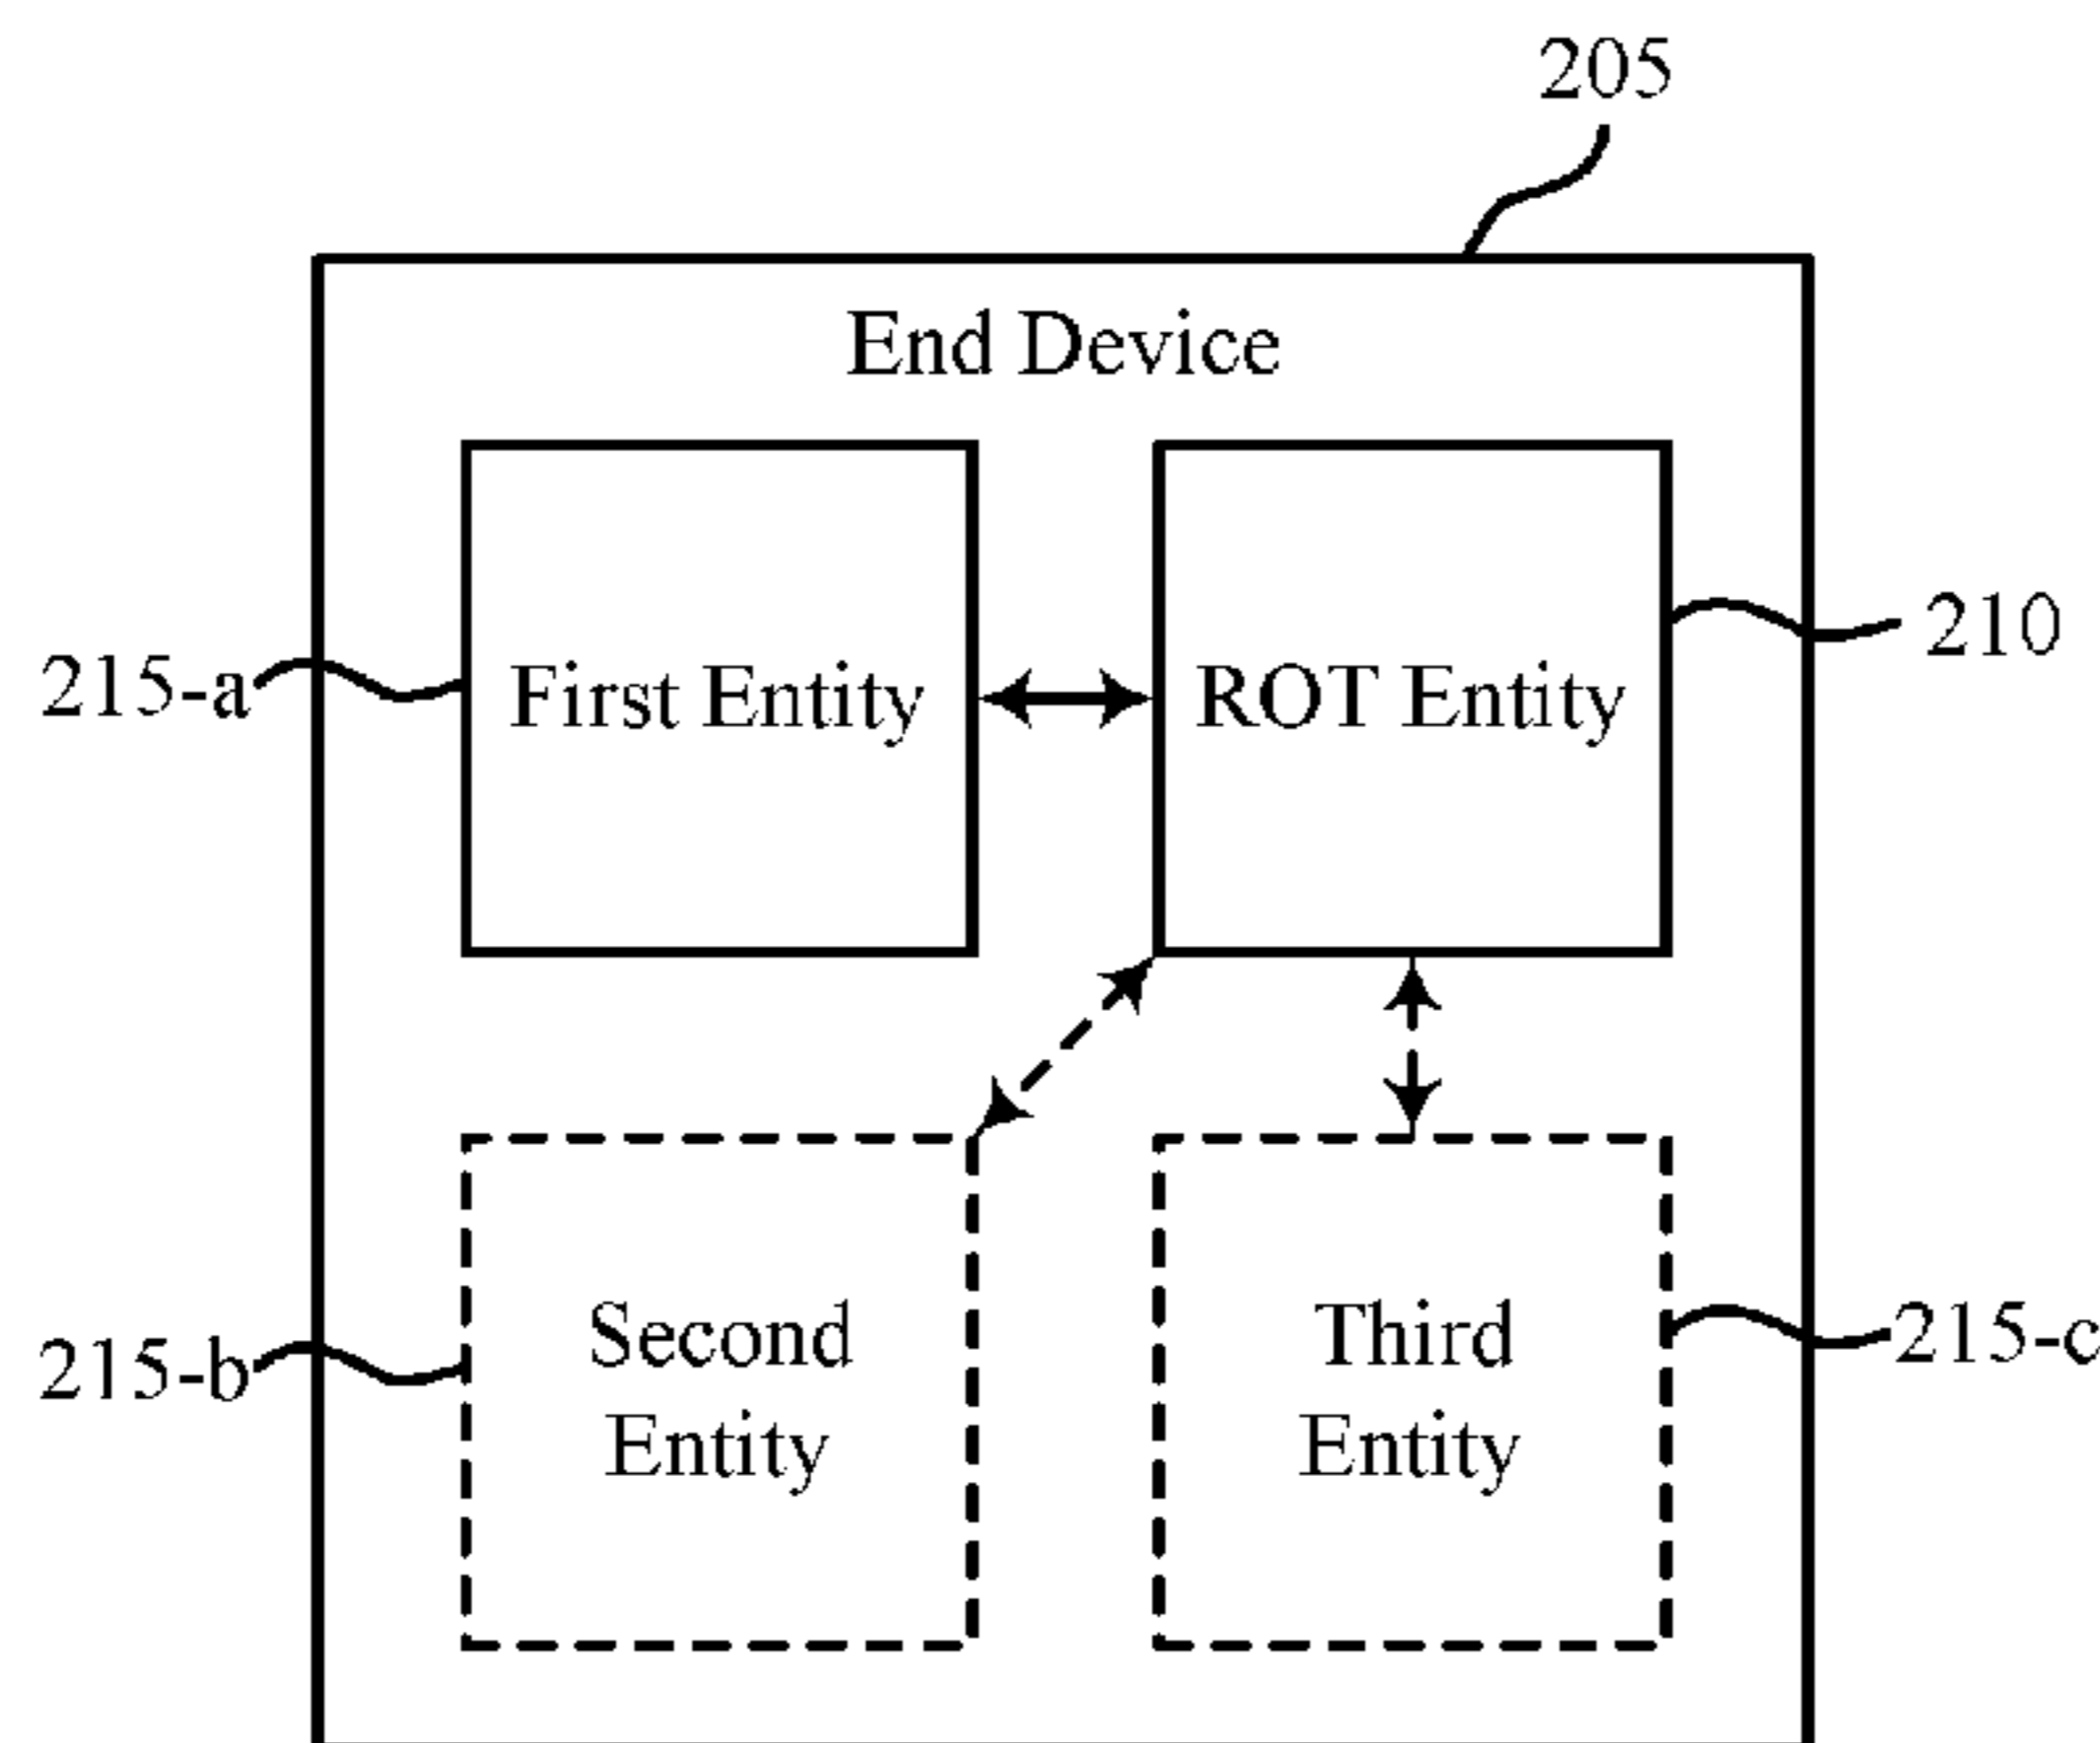 205
End Device
210
215-a
First Entity
ROT Entity
215-b
Second
Entity
Third
Entity
215-c